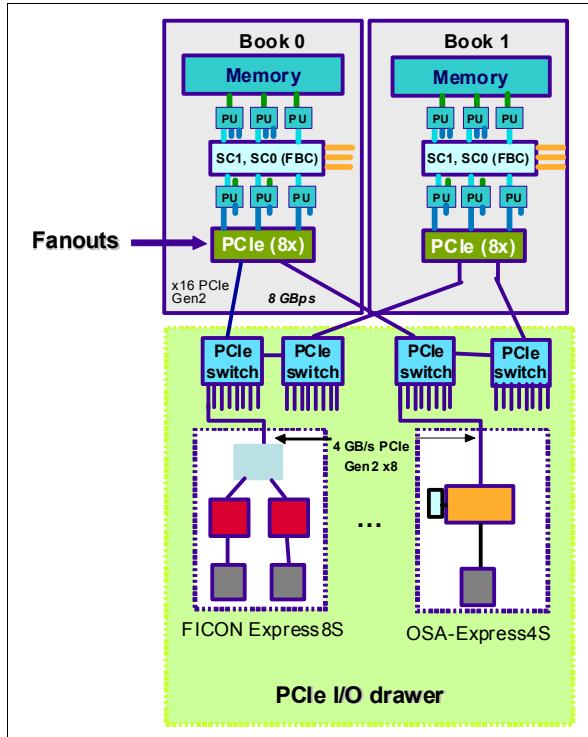 Book 0
Book 1
Memory
Memory
PU
PU
PU
PU
PU
PU
SC1, SC0 (FBC)
SC1, SC0 (FBC)
PU
PU
PU
PU
PU
PU
Fanouts
PCIe (8x)
PCIe (8x)
x16 PCIe
Gen2
8 GBps
PCIe
switch
PCIe
switch
PCIe
switch
PCIe
switch
4 GB/s PCIe
Gen2 x8
...
FICON Express8S
OSA-Express4S
PCIe I/O drawer